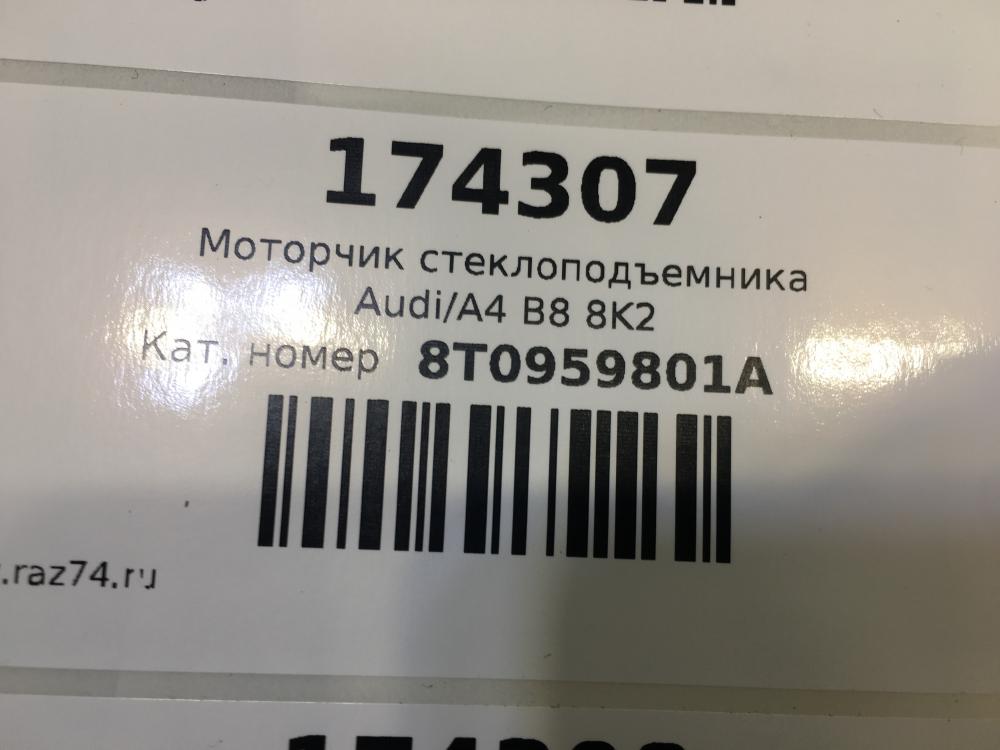 174307
Моторчик стеклоподъемника
Audi/A4 B8 8K2
Кат. номер 8T0959801A
.raz74.ru